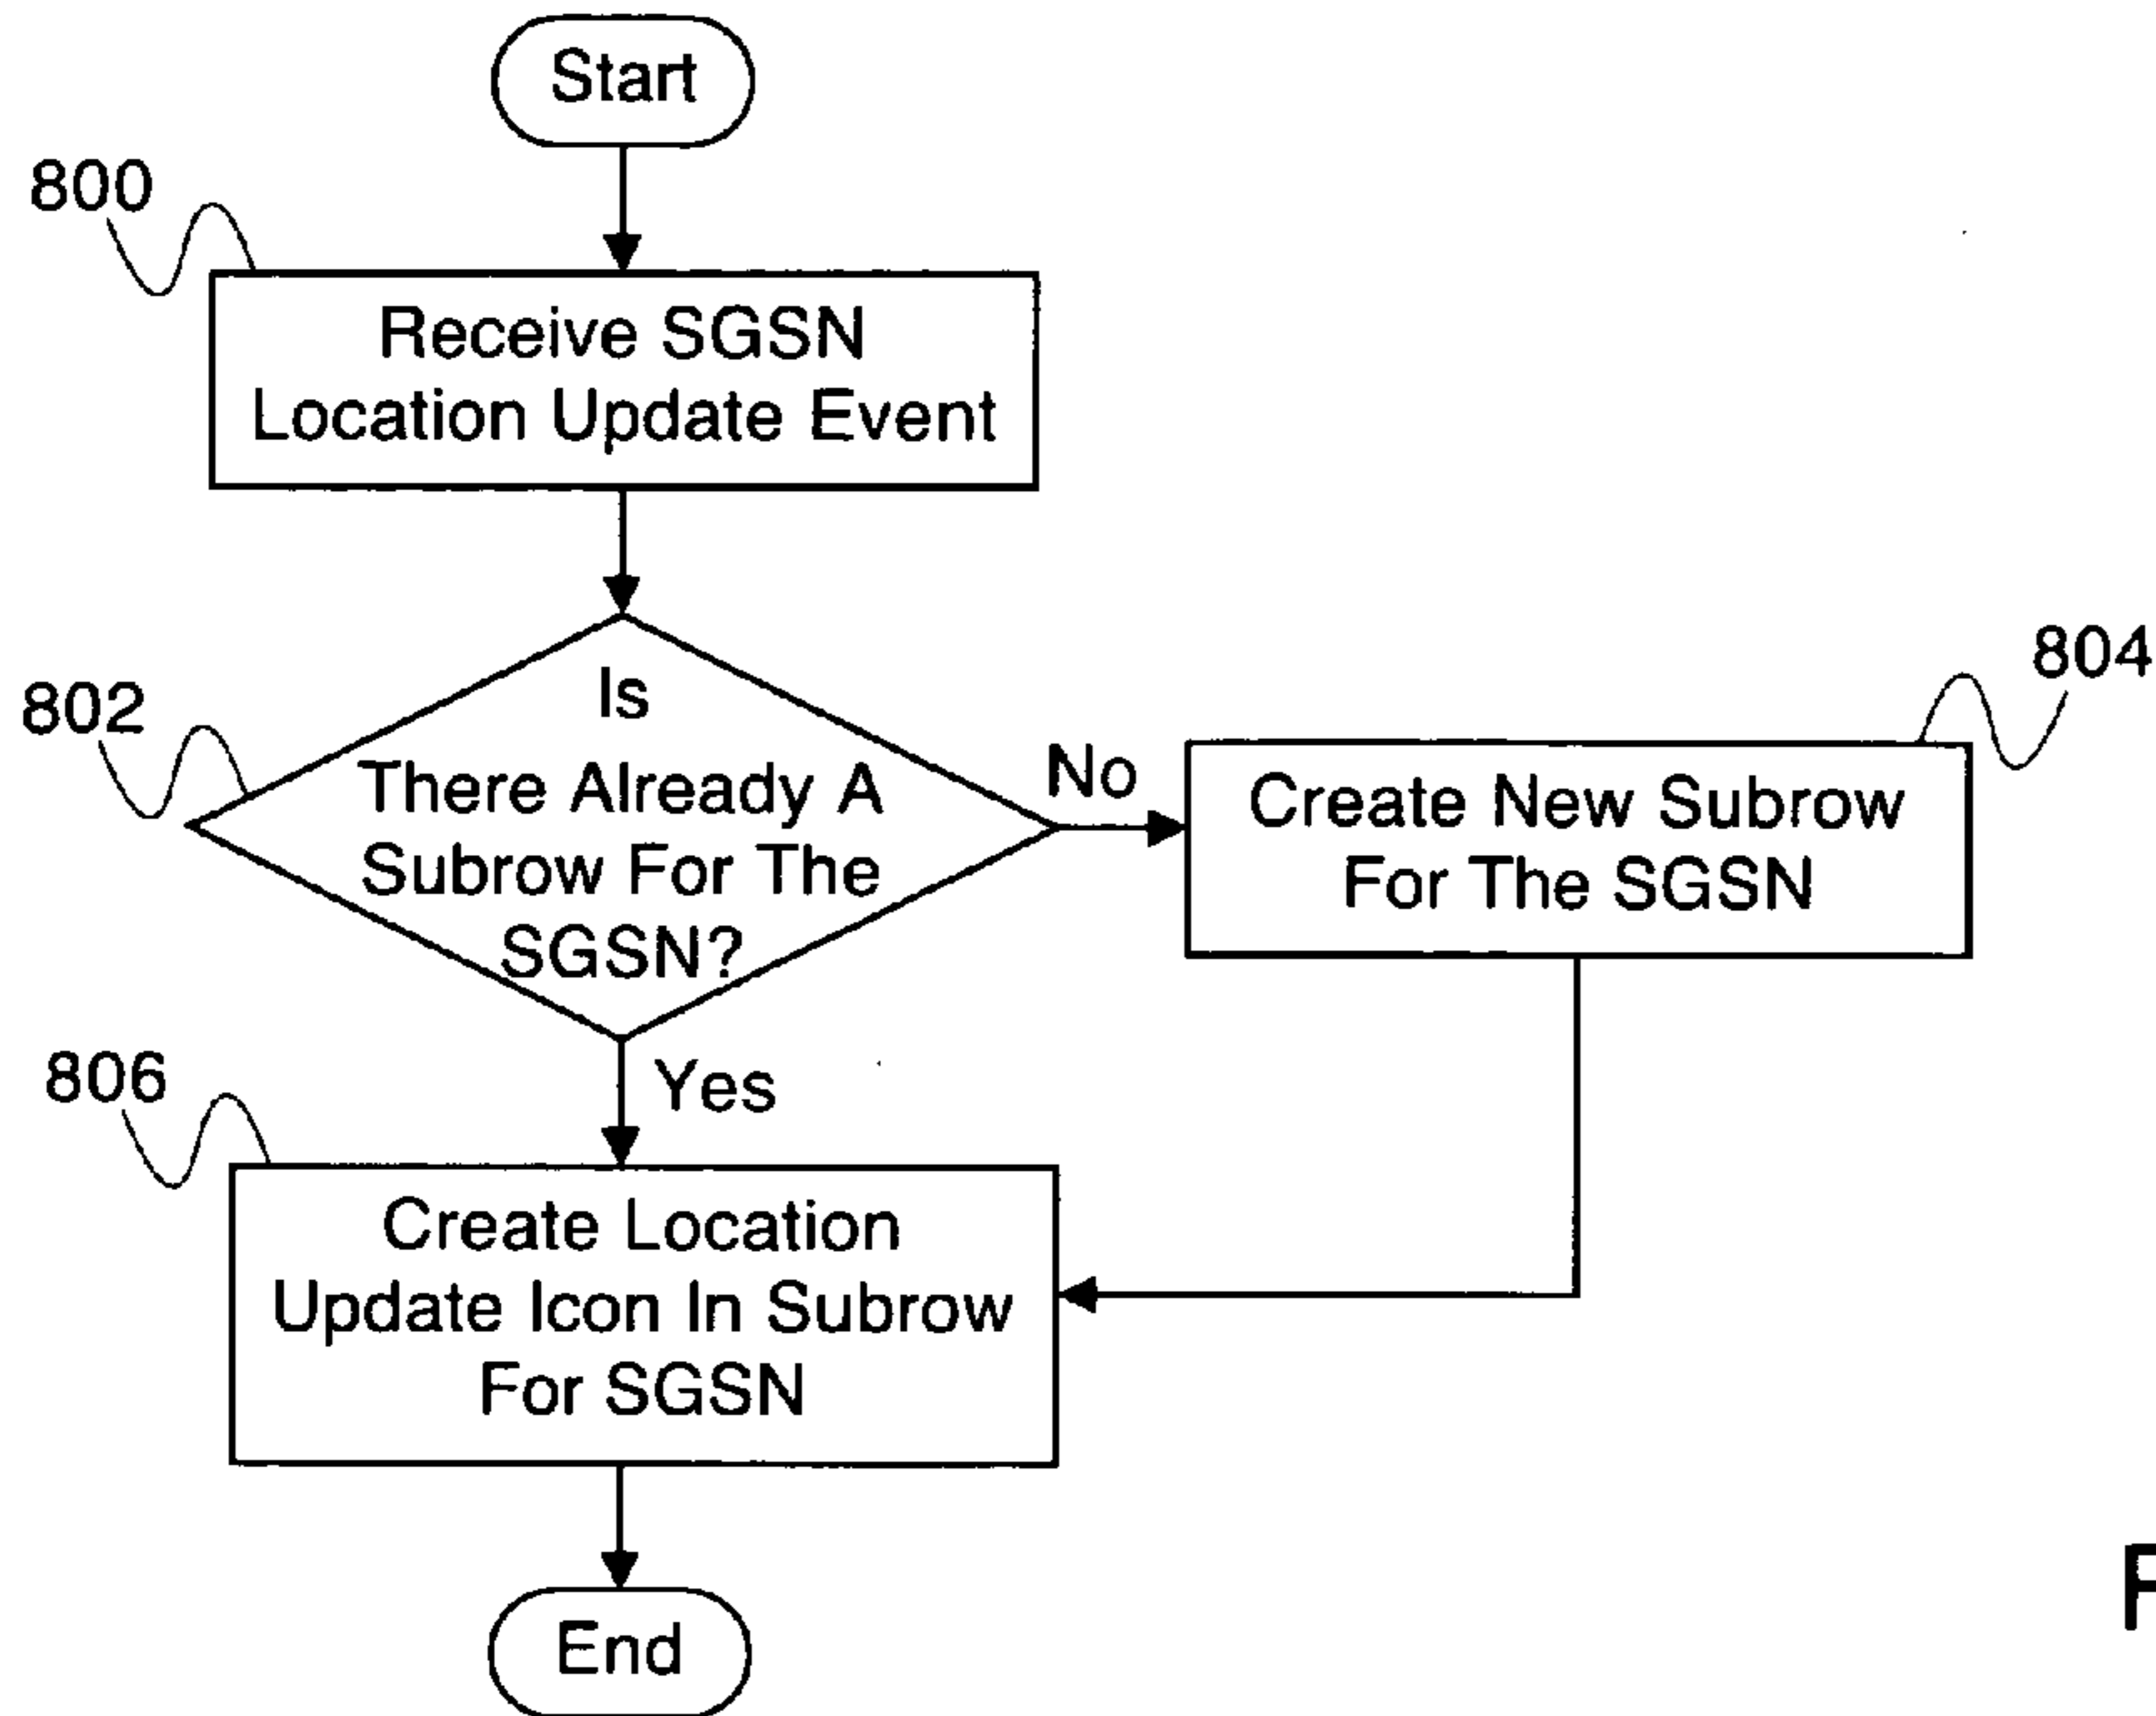 Start
800
Receive SGSN
Location Update Event
802
Is
There Already A
Subrow For The
SGSN?
No
804
Create New Subrow
For The SGSN
Yes
806
Create Location
Update Icon In Subrow
For SGSN
End